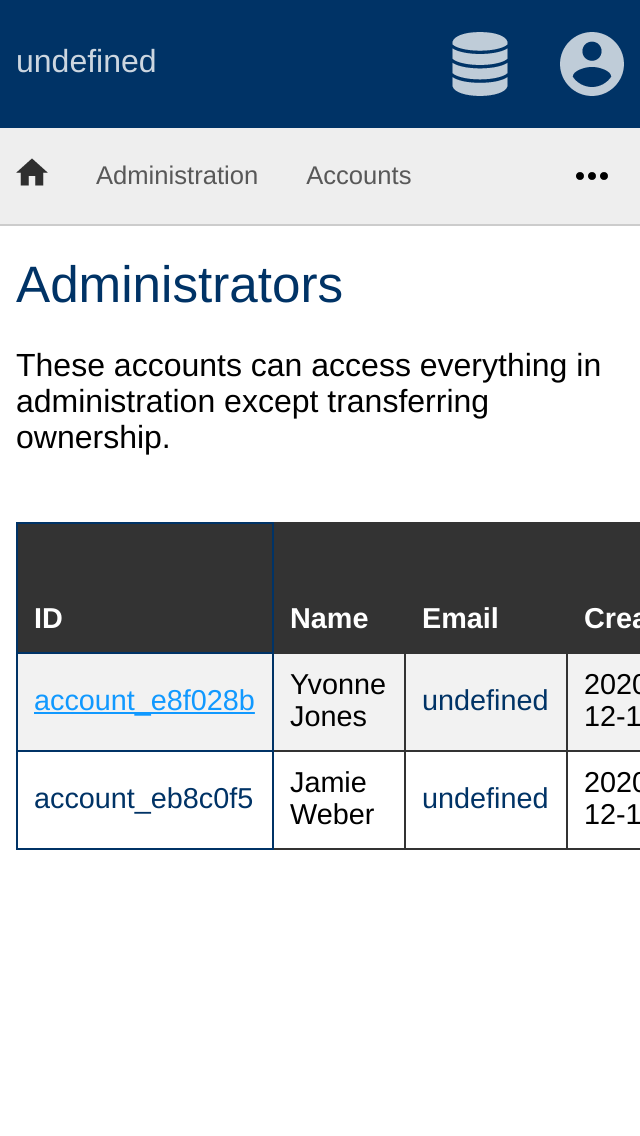 undefined
Administration Accounts
Administrators
These accounts can access everything in
administration except transferring
ownership.
ID Name Email Crea
account_e8f028b Yvonne Jones undefined 2020 12-1
account_eb8c0f5 Jamie Weber undefined 2020 12-1